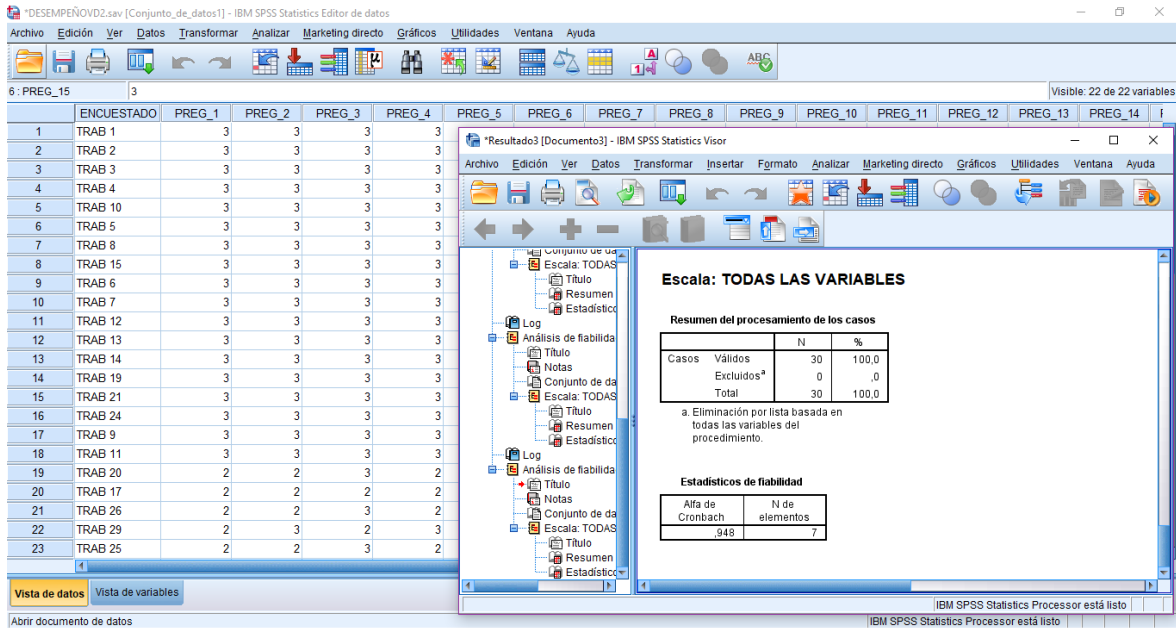 *DESEMPEÑOVD2.sav [Conjunto_de_datos1] - IBM SPSS Statistics Editor de datos
Archivo Edición Ver Datos Transformar Analizar Marketing directo Gráficos Utilidades Ventana Ayuda
6 : PREG_15 3 Visible: 22 de 22 variables
ENCUESTADO PREG_1 PREG_2 PREG_3 PREG_4 PREG_5 PREG_6 PREG_7 PREG_8 PREG_9 PREG_10 PREG_11 PREG_12 PREG_13 PREG_14
1 TRAB 1 3 3 3 3
2 TRAB 2 3 3 3 3
3 TRAB 3 3 3 3 3
4 TRAB 4 3 3 3 3
5 TRAB 10 3 3 3 3
6 TRAB 5 3 3 3 3
7 TRAB 8 3 3 3 3
8 TRAB 15 3 3 3 3
9 TRAB 6 3 3 3 3
10 TRAB 7 3 3 3 3
11 TRAB 12 3 3 3 3
12 TRAB 13 3 3 3 3
13 TRAB 14 3 3 3 3
14 TRAB 19 3 3 3 3
15 TRAB 21 3 3 3 3
16 TRAB 24 3 3 3 3
17 TRAB 9 3 3 3 3
18 TRAB 11 3 3 3 3
19 TRAB 20 2 2 3 2
20 TRAB 17 2 2 2 2
21 TRAB 26 2 2 3 2
22 TRAB 29 2 3 2 3
23 TRAB 25 2 2 3 2
Vista de datos Vista de variables
Abrir documento de datos IBM SPSS Statistics Processor está listo
*Resultado3 [Documento3] - IBM SPSS Statistics Visor
Archivo Edición Ver Datos Transformar Insertar Formato Analizar Marketing directo Gráficos Utilidades Ventana Ayuda
Conjunto de da
Escala: TODAS
Título
Resumen
Estadístic
Log
Análisis de fiabilida
Título
Notas
Conjunto de da
Escala: TODAS
Título
Resumen
Estadístic
Log
Análisis de fiabilida
Título
Notas
Conjunto de da
Escala: TODAS
Título
Resumen
Estadístic
Escala: TODAS LAS VARIABLES
Resumen del procesamiento de los casos
N %
Casos Válidos 30 100,0
Excluidosª 0 ,0
Total 30 100,0
a. Eliminación por lista basada en
todas las variables del
procedimiento.
Estadísticos de fiabilidad
Alfa de N de
Cronbach elementos
,948 7
IBM SPSS Statistics Processor está listo